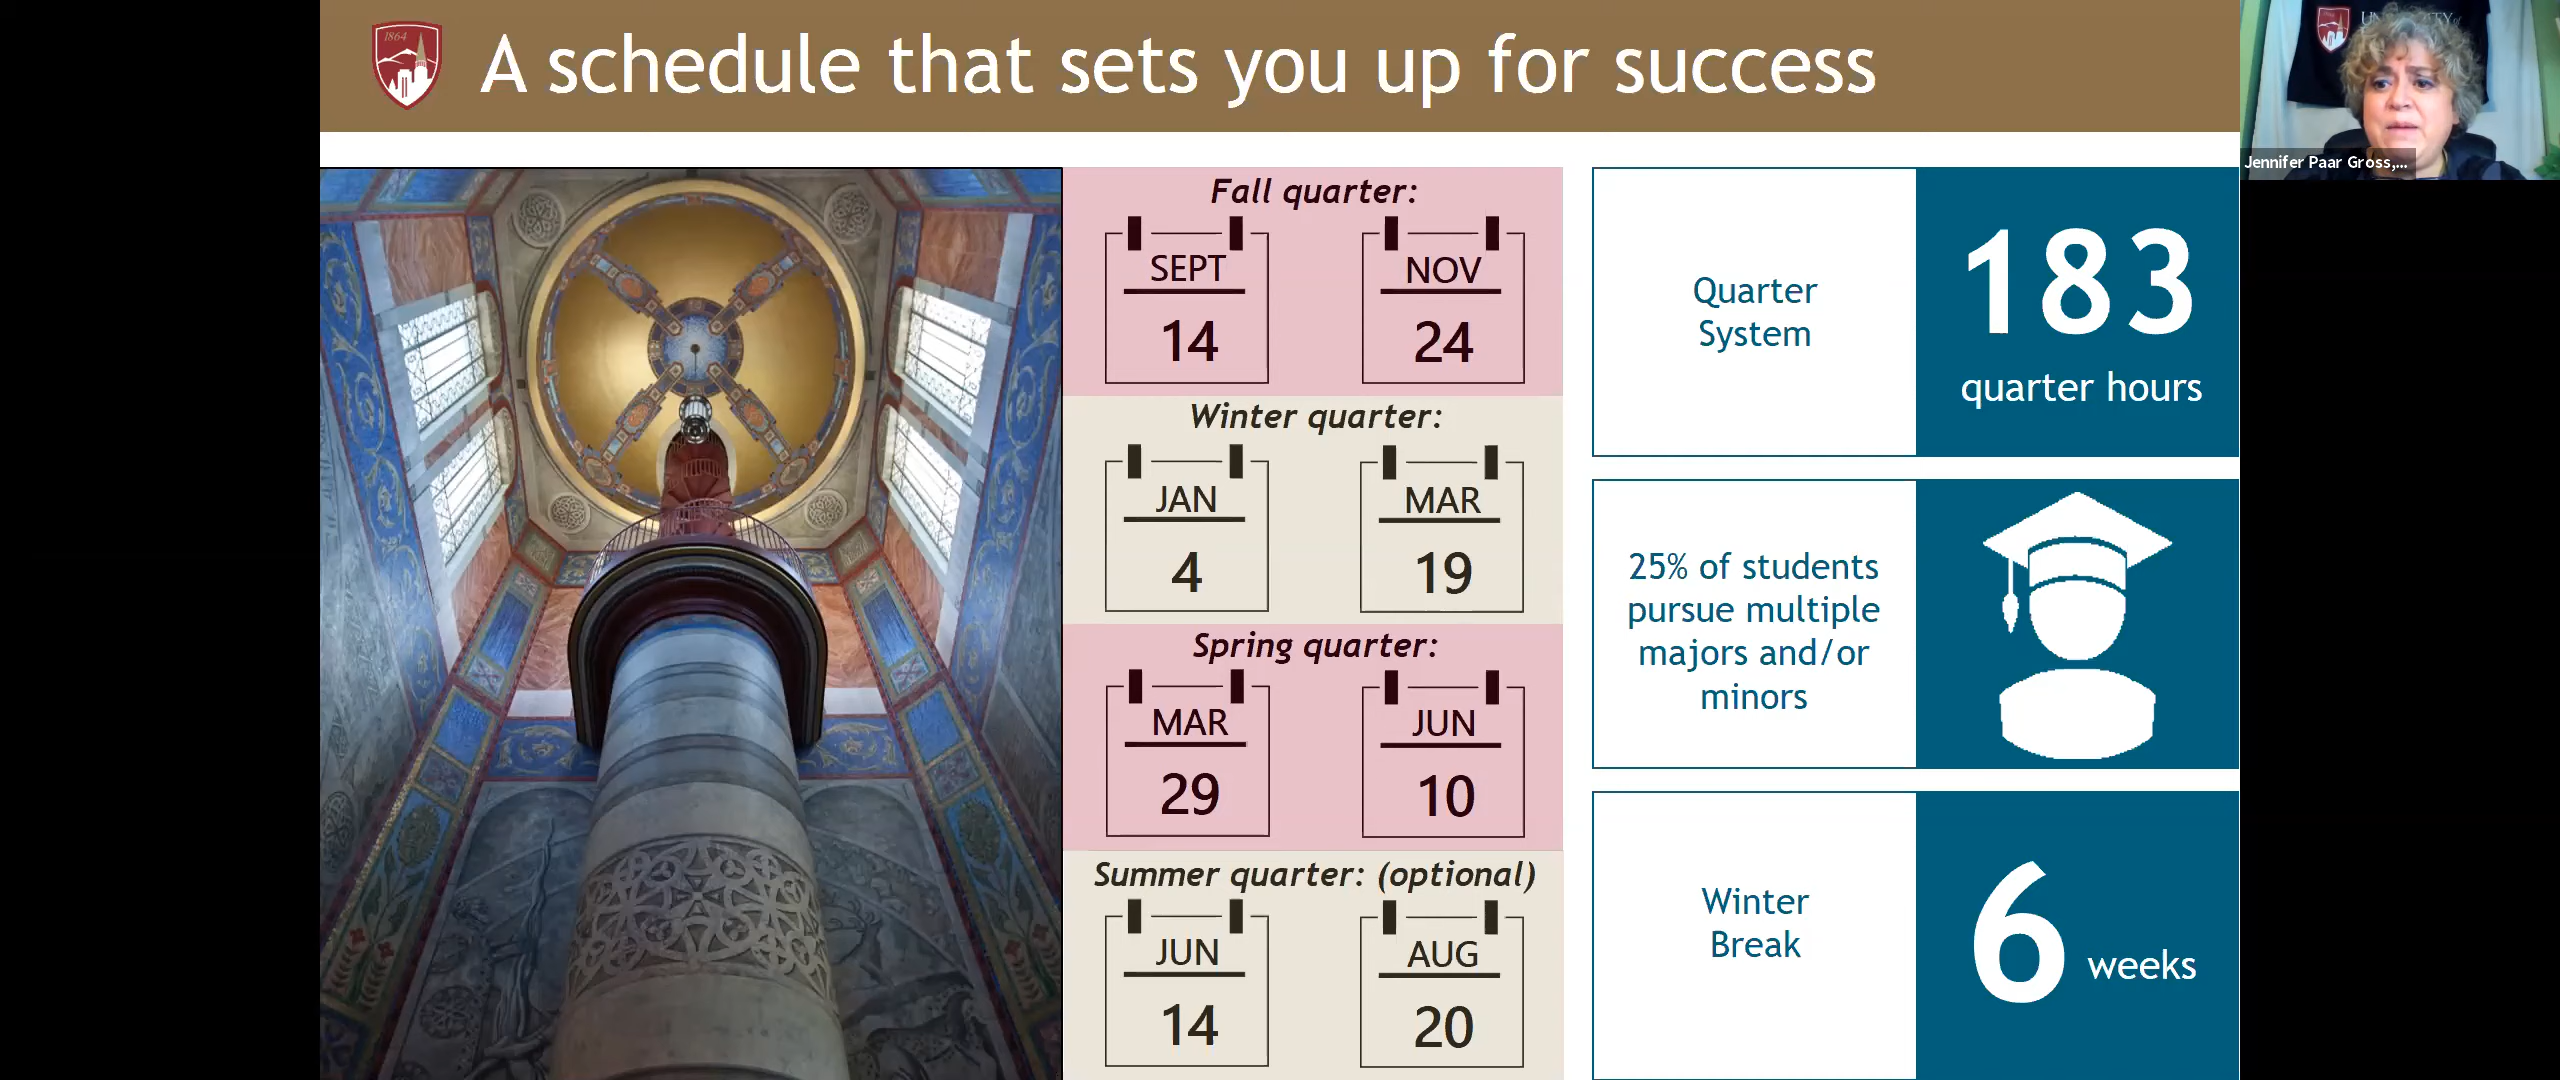 1864
A schedule that sets you up for success
Jennifer Paar Gross,...
Fall quarter:
SEPT
14
NOV
24
Winter quarter:
JAN
4
MAR
19
Spring quarter:
MAR
29
JUN
10
Summer quarter: (optional)
JUN
14
AUG
20
Quarter
System
183
quarter hours
25% of students
pursue multiple
majors and/or
minors
Winter
Break
6 weeks